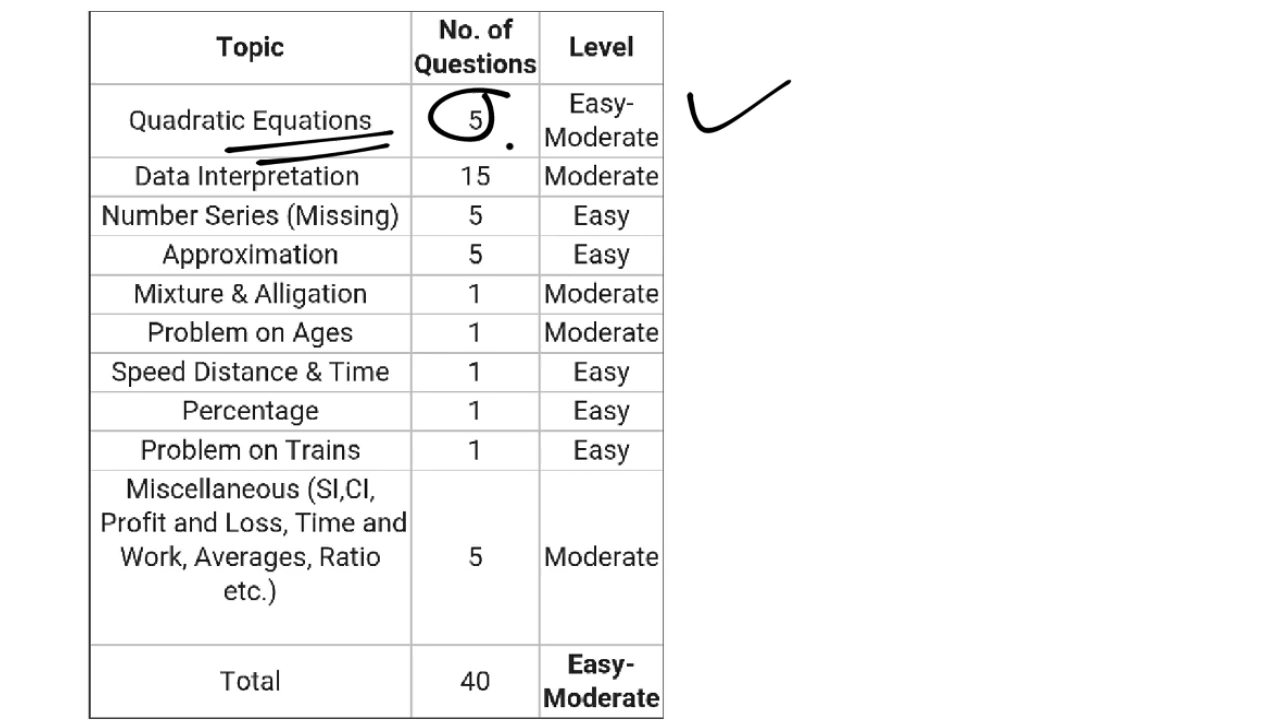 Topic No. of Questions Level
Quadratic Equations 5 Easy-Moderate
Data Interpretation 15 Moderate
Number Series (Missing) 5 Easy
Approximation 5 Easy
Mixture & Alligation 1 Moderate
Problem on Ages 1 Moderate
Speed Distance & Time 1 Easy
Percentage 1 Easy
Problem on Trains 1 Easy
Miscellaneous (SI,CI,
Profit and Loss, Time and
Work, Averages, Ratio
etc.) 5 Moderate
Total 40 Easy-Moderate